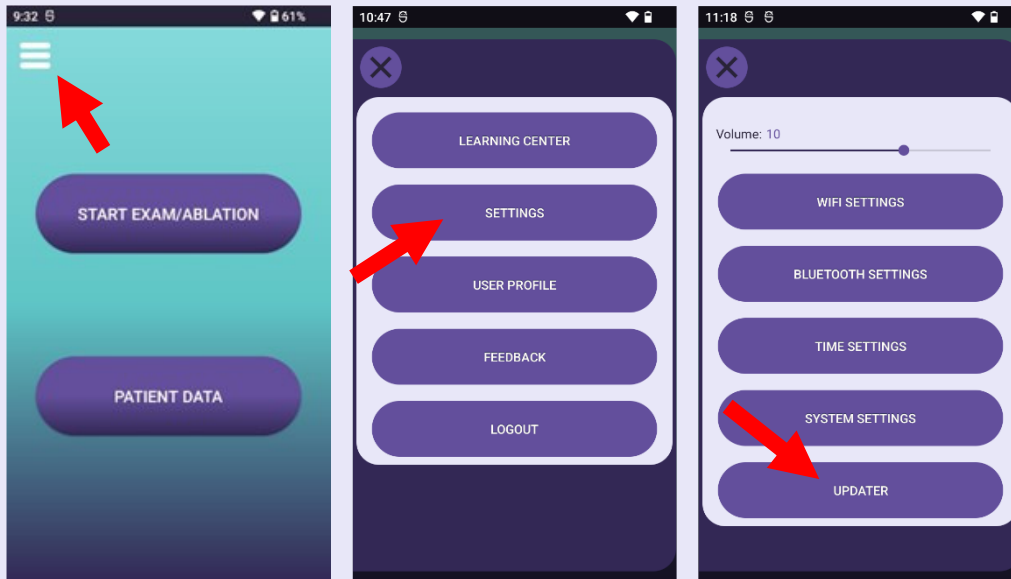 9:32 61%
START EXAM/ABLATION
PATIENT DATA
10:47
LEARNING CENTER
SETTINGS
USER PROFILE
FEEDBACK
LOGOUT
11:18
Volume: 10
WIFI SETTINGS
BLUETOOTH SETTINGS
TIME SETTINGS
SYSTEM SETTINGS
UPDATER